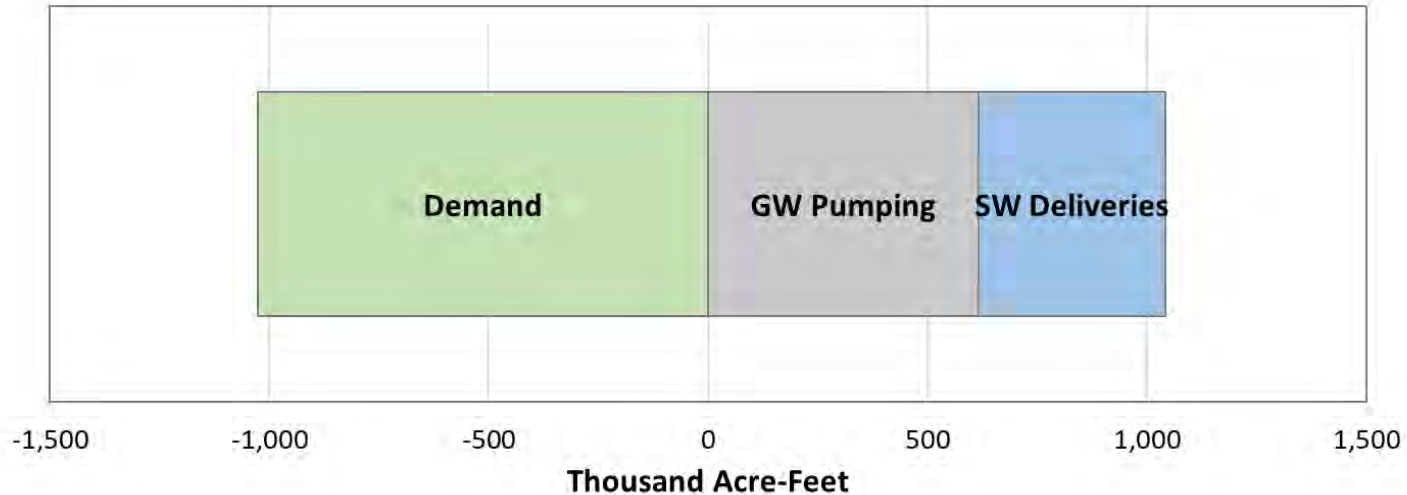 Demand GW Pumping SW Deliveries
-1,500 -1,000 -500 0 500 1,000 1,500
Thousand Acre-Feet